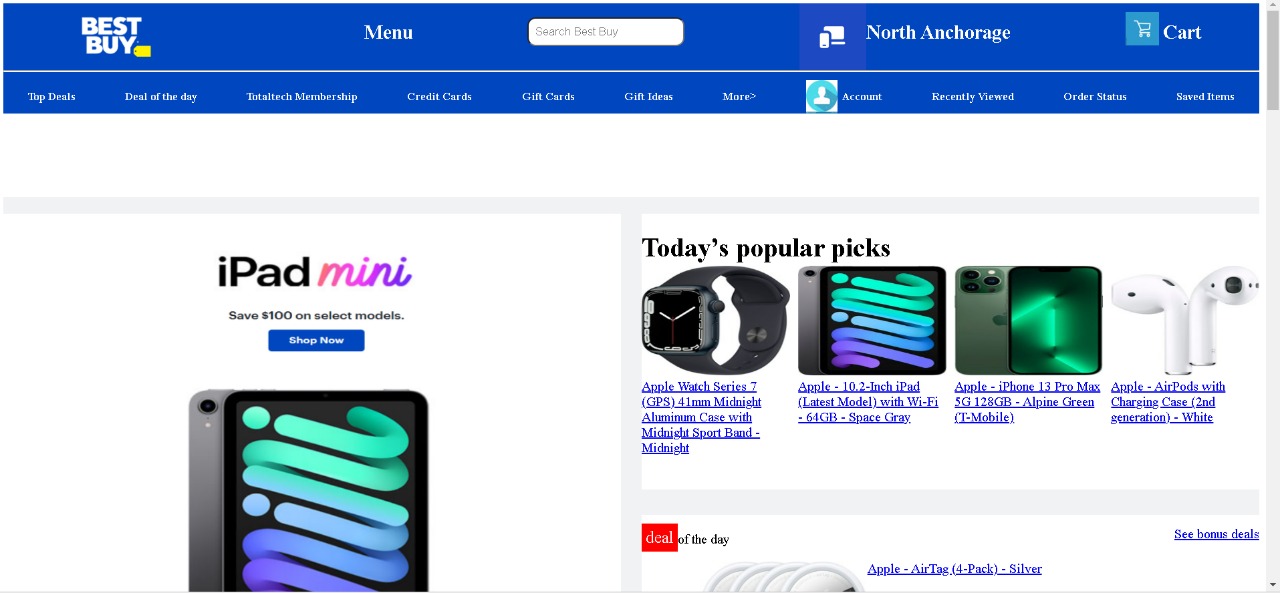 BEST BUY
Menu
Search Best Buy
North Anchorage
Cart
Top Deals
Deal of the day
Totaltech Membership
Credit Cards
Gift Cards
Gift Ideas
More>
Account
Recently Viewed
Order Status
Saved Items
iPad mini
Save $100 on select models.
Shop Now
Today’s popular picks
Apple Watch Series 7
(GPS) 41mm Midnight
Aluminum Case with
Midnight Sport Band -
Midnight
Apple - 10.2-Inch iPad
(Latest Model) with Wi-Fi
- 64GB - Space Gray
Apple - iPhone 13 Pro Max
5G 128GB - Alpine Green
(T-Mobile)
Apple - AirPods with
Charging Case (2nd
generation) - White
deal of the day
See bonus deals
Apple - AirTag (4-Pack) - Silver